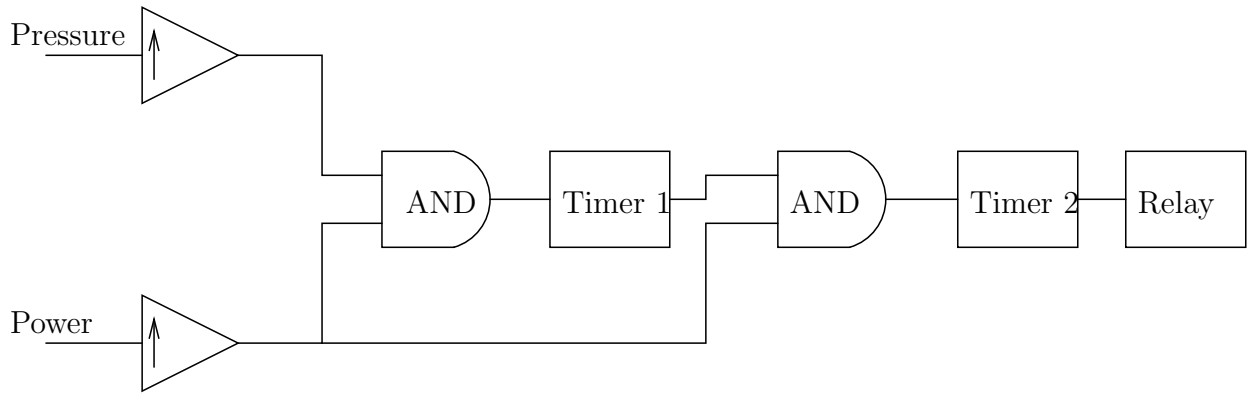 Pressure
AND
Timer 1
AND
Timer 2
Relay
Power